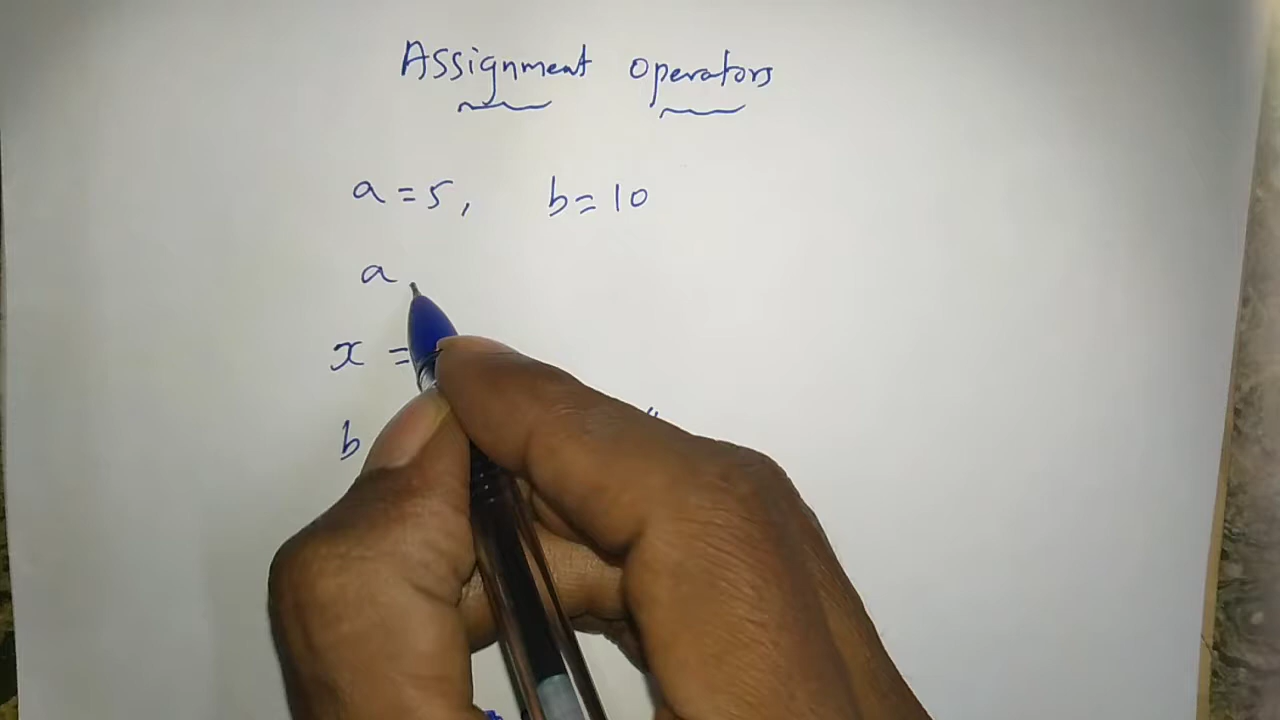 Assignment operators
a = 5, b = 10
a
x =
b